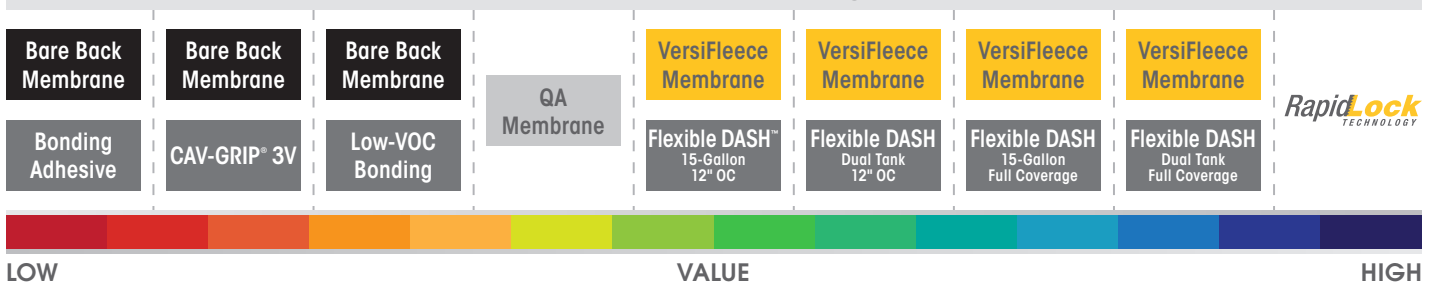 Bare Back
Membrane
Bonding
Adhesive
Bare Back
Membrane
CAV-GRIP® 3V
Bare Back
Membrane
Low-VOC
Bonding
QA
Membrane
VersiFleece
Membrane
Flexible DASH™
15-Gallon
12" OC
VersiFleece
Membrane
Flexible DASH
Dual Tank
12" OC
VersiFleece
Membrane
Flexible DASH
15-Gallon
Full Coverage
VersiFleece
Membrane
Flexible DASH
Dual Tank
Full Coverage
RapidLock
TECHNOLOGY
LOW
VALUE
HIGH